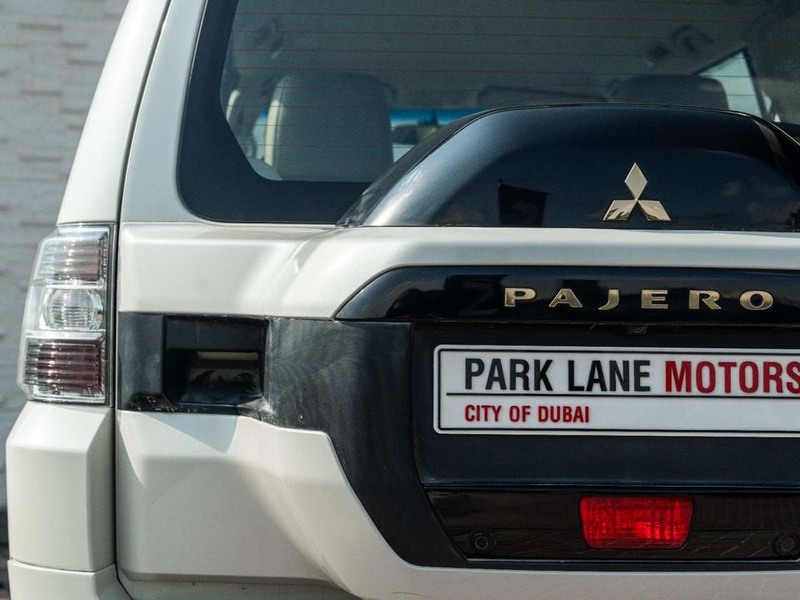 PAJERO
PARK LANE MOTORS
CITY OF DUBAI